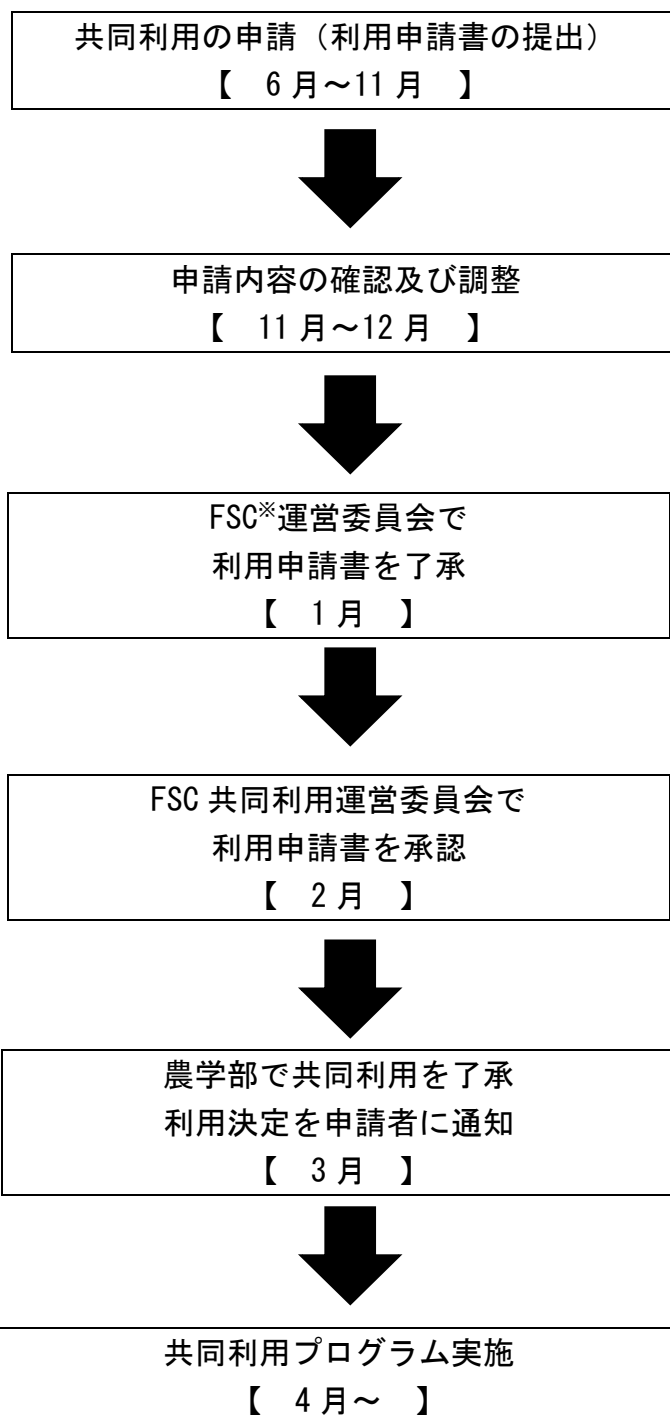 共同利用の申請（利用申請書の提出）
【　6月～11月　】
申請内容の確認及び調整
【　11月～12月　】
FSC※運営委員会で
利用申請書を了承
【　1月　】
FSC 共同利用運営委員会で
利用申請書を承認
【　2月　】
農学部で共同利用を了承
利用決定を申請者に通知
【　3月　】
共同利用プログラム実施
【　4月～　】